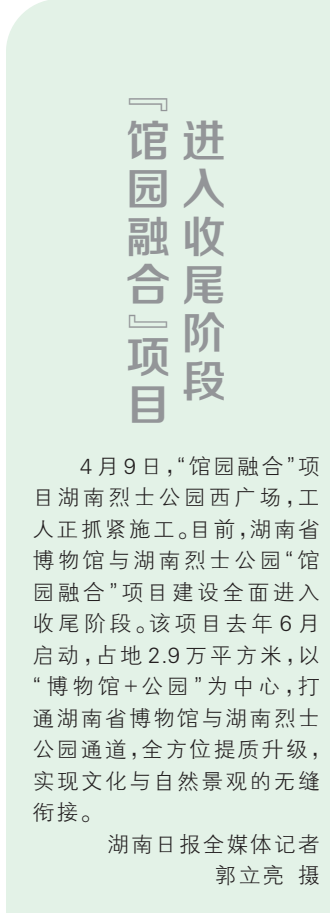 『馆园融合』项目
进入收尾阶段
4月9日，“馆园融合”项
目湖南烈士公园西广场，工
人正抓紧施工。目前，湖南省
博物馆与湖南烈士公园“馆
园融合”项目建设全面进入
收尾阶段。该项目去年6月
启动，占地2.9万平方米，以
“博物馆+公园”为中心，打
通湖南省博物馆与湖南烈士
公园通道，全方位提质升级，
实现文化与自然景观的无缝
衔接。
湖南日报全媒体记者
郭立亮 摄